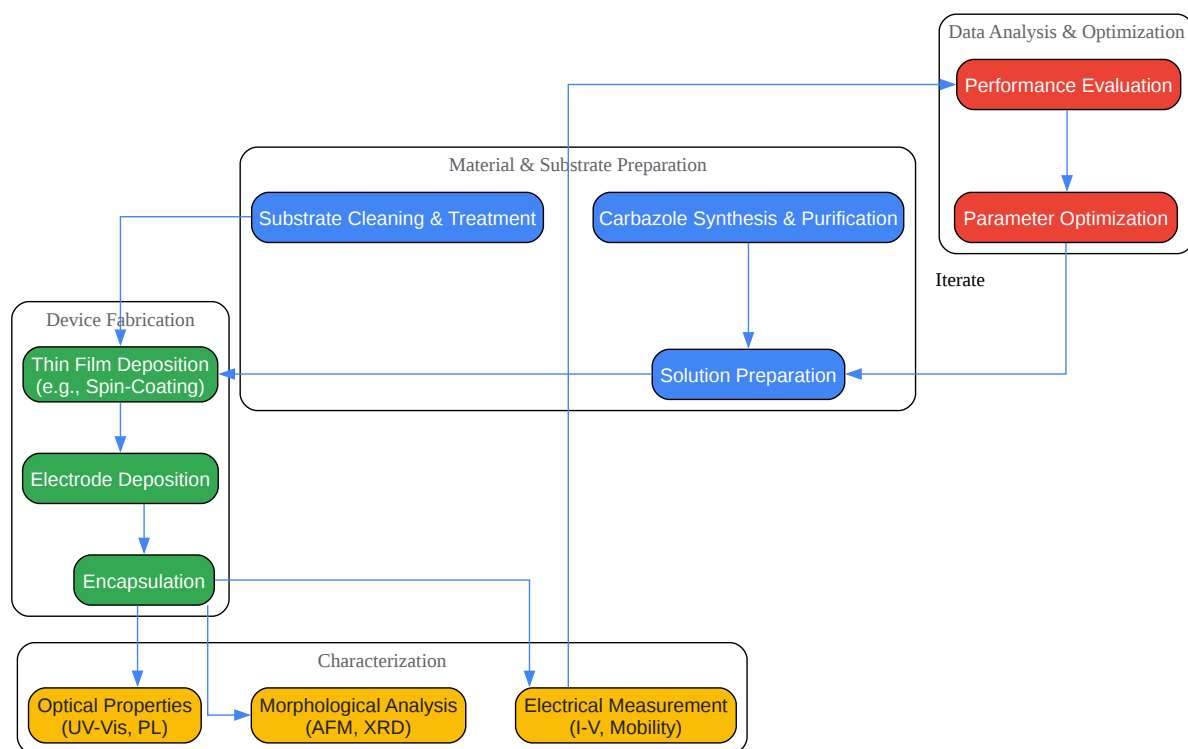 Data Analysis & Optimization
Performance Evaluation
Parameter Optimization
Iterate
Material & Substrate Preparation
Substrate Cleaning & Treatment
Carbazole Synthesis & Purification
Solution Preparation
Device Fabrication
Thin Film Deposition
(e.g., Spin-Coating)
Electrode Deposition
Encapsulation
Characterization
Optical Properties
(UV-Vis, PL)
Morphological Analysis
(AFM, XRD)
Electrical Measurement
(I-V, Mobility)